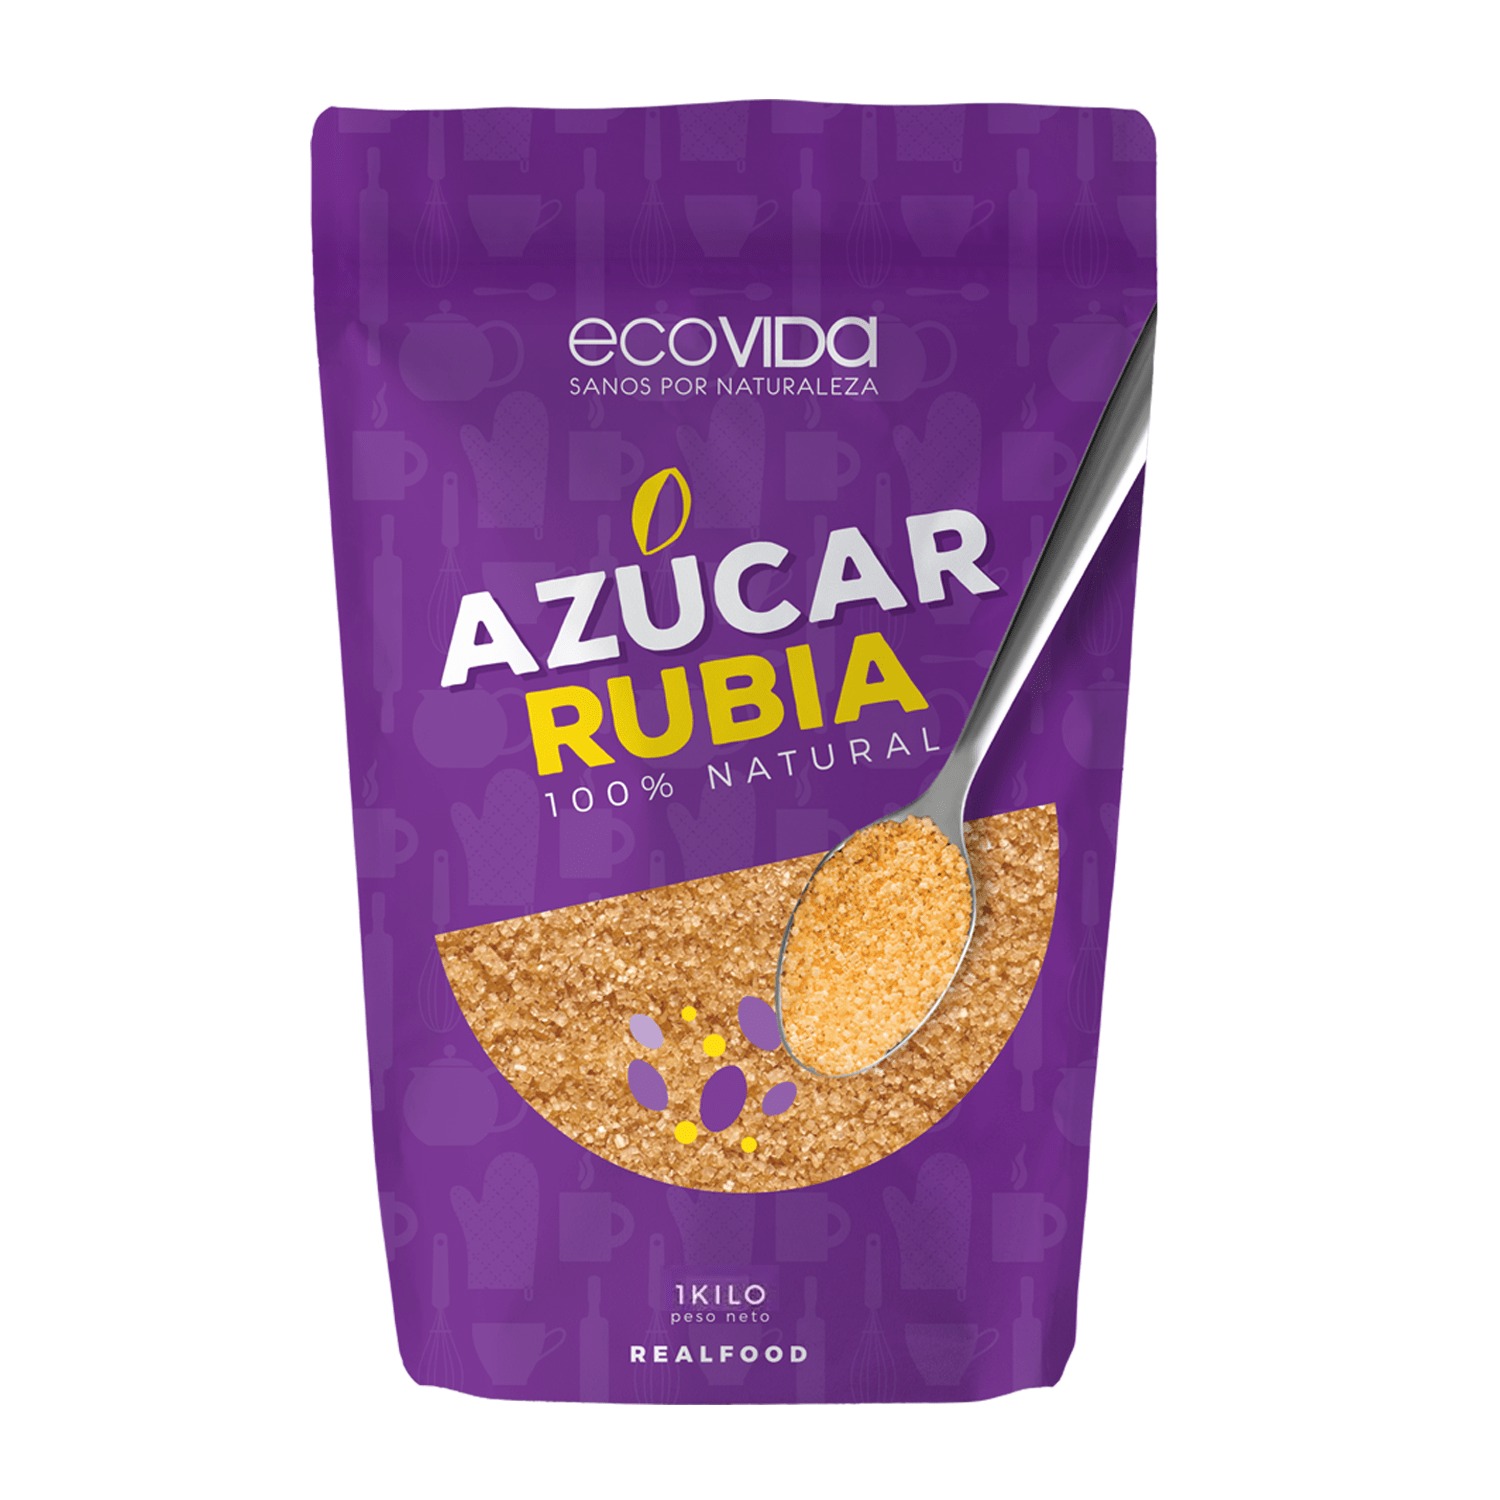 ecoVIDa
SANOS POR NATURALEZA
AZÚCAR
RUBIA
100% NATURAL
1KILO
peso neto
REALFOOD